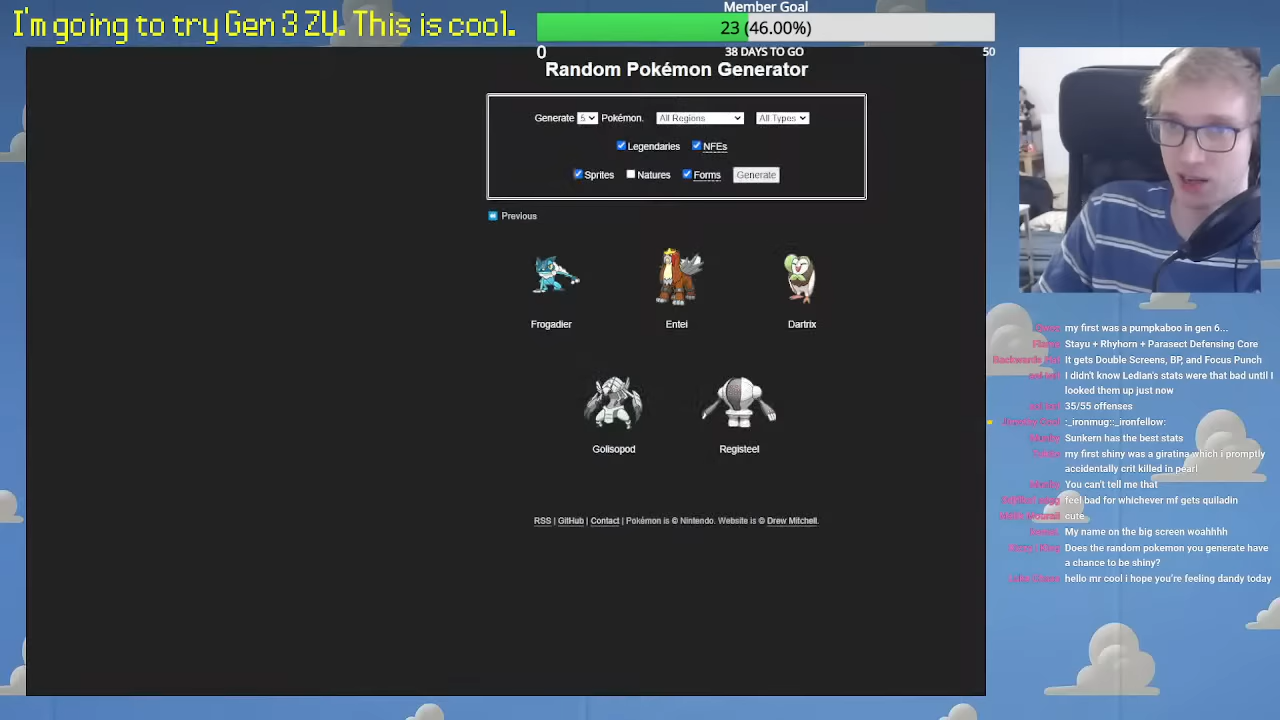 I'm going to try Gen 3 ZU. This is cool.
Member Goal
23 (46.00%)
0
38 DAYS TO GO
50
Random Pokémon Generator
Generate 5 Pokémon. All Regions All Types
Legendaries NFEs
Sprites Natures Forms Generate
Previous
Frogadier
Entei
Dartrix
Golisopod
Registeel
RSS | GitHub | Contact | Pokémon is © Nintendo. Website is © Drew Mitchell.
my first was a pumpkaboo in gen 6...
Stayu + Rhyhorn + Parasect Defensing Core
It gets Double Screens, BP, and Focus Punch
I didn't know Ledian's stats were that bad until I
looked them up just now
35/55 offenses
:_ironmug::_ironfellow:
Sunkern has the best stats
my first shiny was a giratina which i promptly
accidentally crit killed in pearl
You can't tell me that
feel bad for whichever mf gets quiladin
cute
My name on the big screen woahhhh
Does the random pokemon you generate have
a chance to be shiny?
hello mr cool i hope you're feeling dandy today